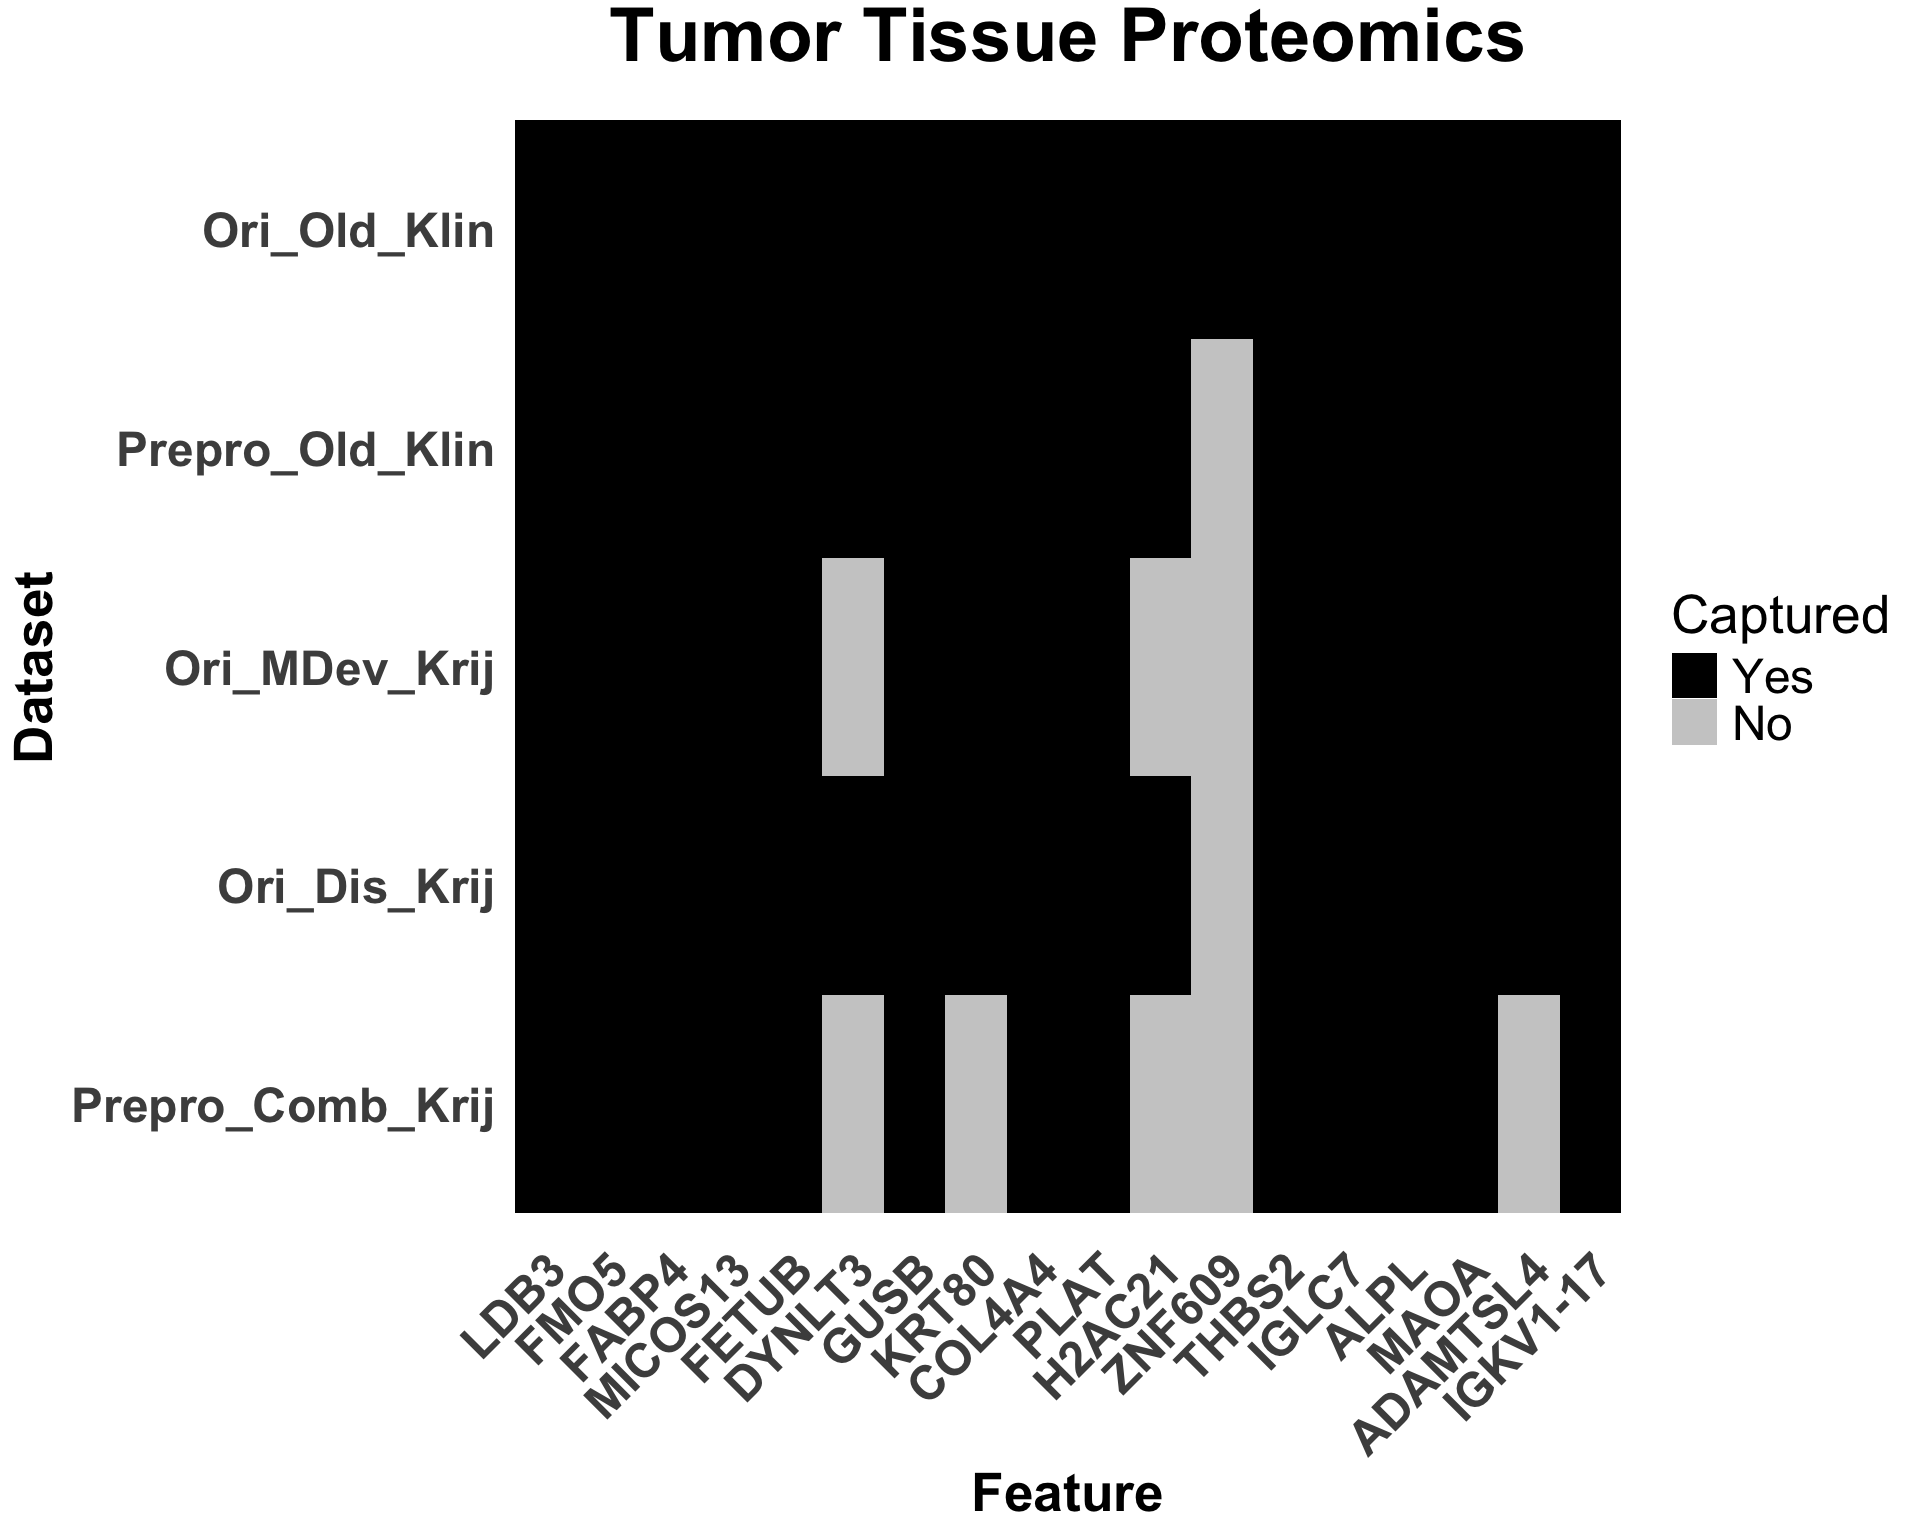 Tumor Tissue Proteomics
Dataset
Ori_Old_Klin
Prepro_Old_Klin
Ori_MDev_Krij
Ori_Dis_Krij
Prepro_Comb_Krij
Captured
Yes
No
LDB3
FMO5
FABP4
MICOS13
FETUB
DYNLT3
GUSB
KRT80
COL4A4
PLAT
H2AC21
ZNF609
THBS2
IGLC7
ALPL
MAOA
ADAMTSL4
IGKV1-17
Feature